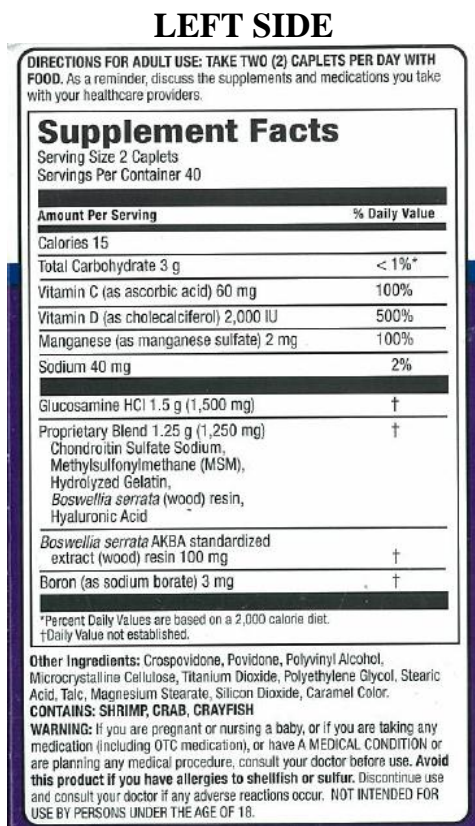 LEFT SIDE
DIRECTIONS FOR ADULT USE: TAKE TWO (2) CAPLETS PER DAY WITH
FOOD. As a reminder, discuss the supplements and medications you take
with your healthcare providers.
Supplement Facts
Serving Size 2 Caplets
Servings Per Container 40
Amount Per Serving % Daily Value
Calories 15
Total Carbohydrate 3 g < 1%*
Vitamin C (as ascorbic acid) 60 mg 100%
Vitamin D (as cholecalciferol) 2,000 IU 500%
Manganese (as manganese sulfate) 2 mg 100%
Sodium 40 mg 2%
Glucosamine HCl 1.5 g (1,500 mg) †
Proprietary Blend 1.25 g (1,250 mg) †
Chondroitin Sulfate Sodium,
Methylsulfonylmethane (MSM),
Hydrolyzed Gelatin,
Boswellia serrata (wood) resin,
Hyaluronic Acid
Boswellia serrata AKBA standardized
extract (wood) resin 100 mg †
Boron (as sodium borate) 3 mg †
*Percent Daily Values are based on a 2,000 calorie diet.
†Daily Value not established.
Other Ingredients: Crospovidone, Povidone, Polyvinyl Alcohol,
Microcrystalline Cellulose, Titanium Dioxide, Polyethylene Glycol, Stearic
Acid, Talc, Magnesium Stearate, Silicon Dioxide, Caramel Color.
CONTAINS: SHRIMP, CRAB, CRAYFISH
WARNING: If you are pregnant or nursing a baby, or if you are taking any
medication (including OTC medication), or have A MEDICAL CONDITION or
are planning any medical procedure, consult your doctor before use. Avoid
this product if you have allergies to shellfish or sulfur. Discontinue use
and consult your doctor if any adverse reactions occur. NOT INTENDED FOR
USE BY PERSONS UNDER THE AGE OF 18.